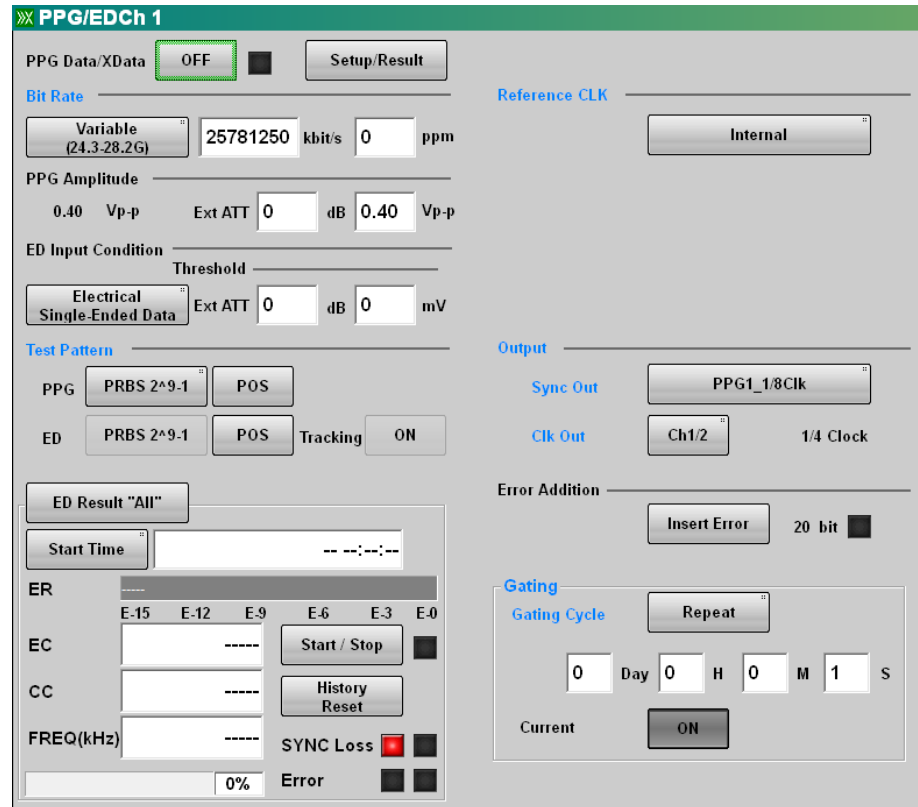 PPG/EDCh 1
PPG Data/XData OFF Setup/Result
Bit Rate
Variable
(24.3-28.2G)
25781250 kbit/s 0 ppm
Reference CLK
Internal
PPG Amplitude
0.40 Vp-p Ext ATT 0 dB 0.40 Vp-p
ED Input Condition
Threshold
Electrical
Single-Ended Data
Ext ATT 0 dB 0 mV
Test Pattern
PPG PRBS 2^9-1 POS
ED PRBS 2^9-1 POS Tracking ON
Output
Sync Out PPG1_1/8Clk
Clk Out Ch1/2 1/4 Clock
Error Addition
Insert Error 20 bit
ED Result "All"
Start Time -- --:--:--
ER -----
E-15 E-12 E-9 E-6 E-3 E-0
EC ----- Start / Stop
CC ----- History
Reset
FREQ(kHz) ----- SYNC Loss
0% Error
Gating
Gating Cycle Repeat
0 Day 0 H 0 M 1 S
Current ON